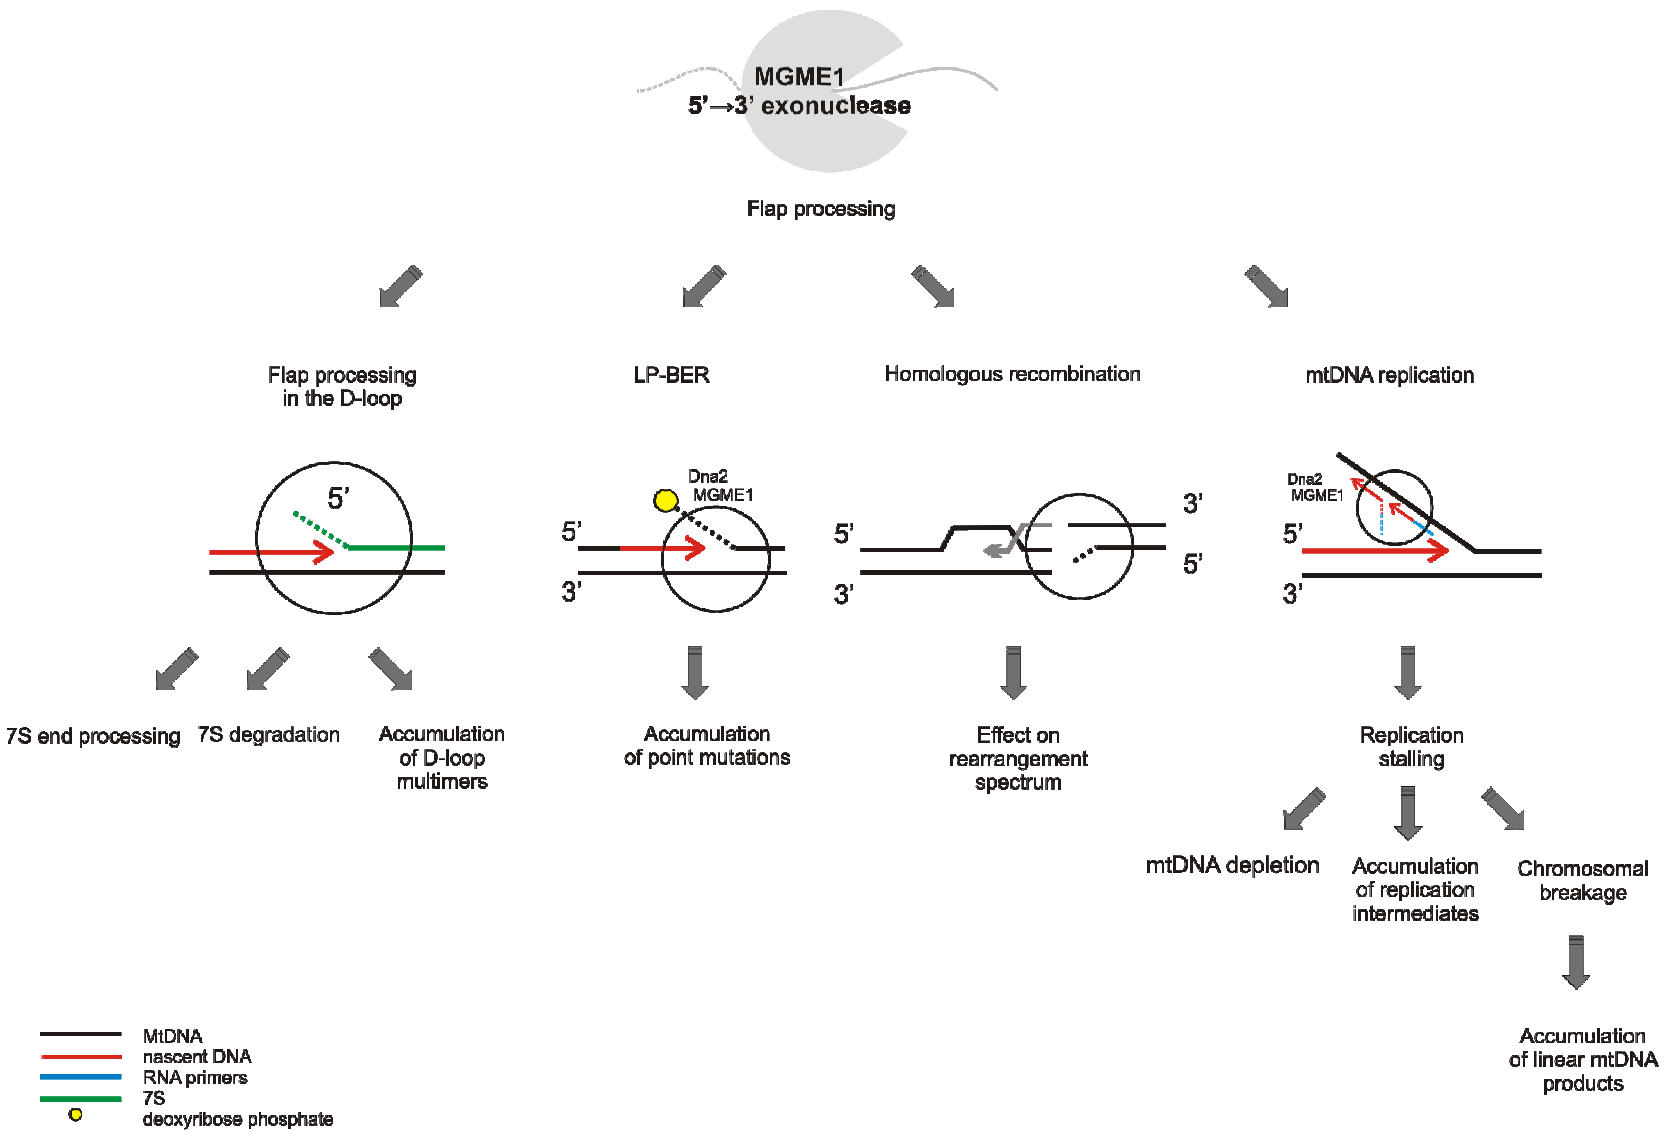 MGME1
5’→3’ exonuclease
Flap processing
Flap processing
in the D-loop
LP-BER
Homologous recombination
mtDNA replication
5’
Dna2
MGME1
5’
3’
5’
3’
3’
5’
Dna2
MGME1
5’
3’
7S end processing
7S degradation
Accumulation
of D-loop
multimers
Accumulation
of point mutations
Effect on
rearrangement
spectrum
Replication
stalling
mtDNA depletion
Accumulation
of replication
intermediates
Chromosomal
breakage
Accumulation
of linear mtDNA
products
MtDNA
nascent DNA
RNA primers
7S
deoxyribose phosphate